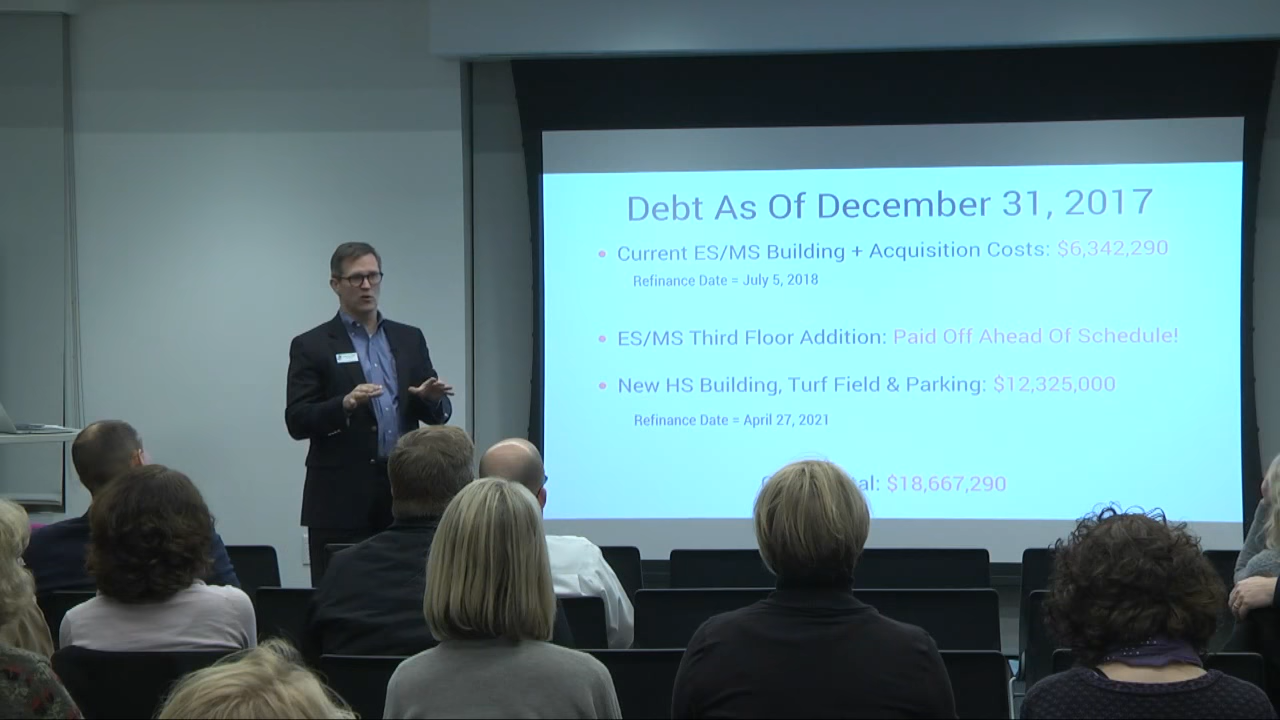 Debt As Of December 31, 2017
• Current ES/MS Building + Acquisition Costs: $6,342,290
Refinance Date = July 5, 2018
• ES/MS Third Floor Addition: Paid Off Ahead Of Schedule!
• New HS Building, Turf Field & Parking: $12,325,000
Refinance Date = April 27, 2021
$18,667,290